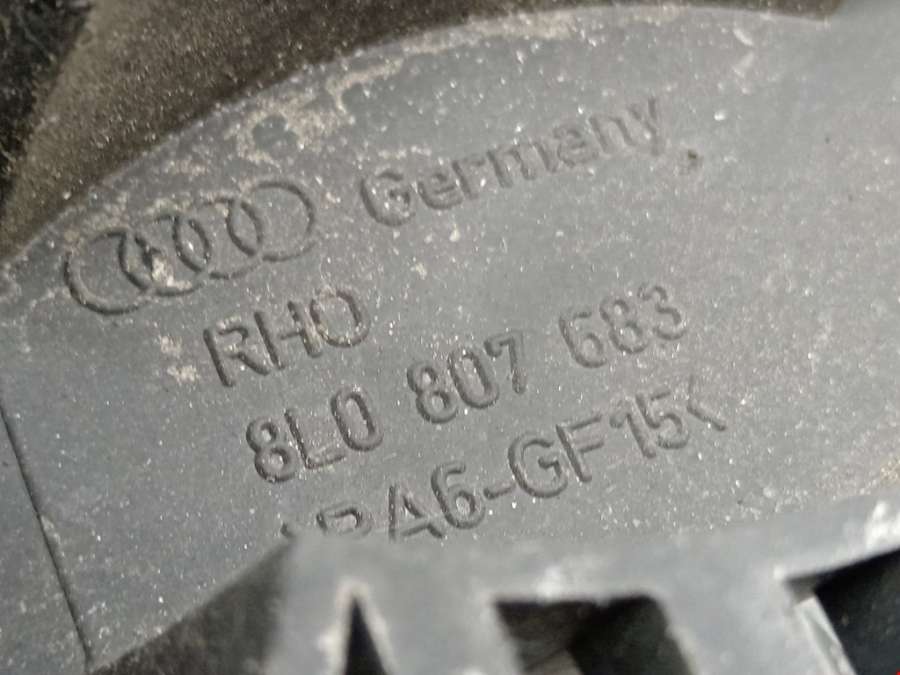 Germany
RHO
8L0 807 683
>PA6-GF15<